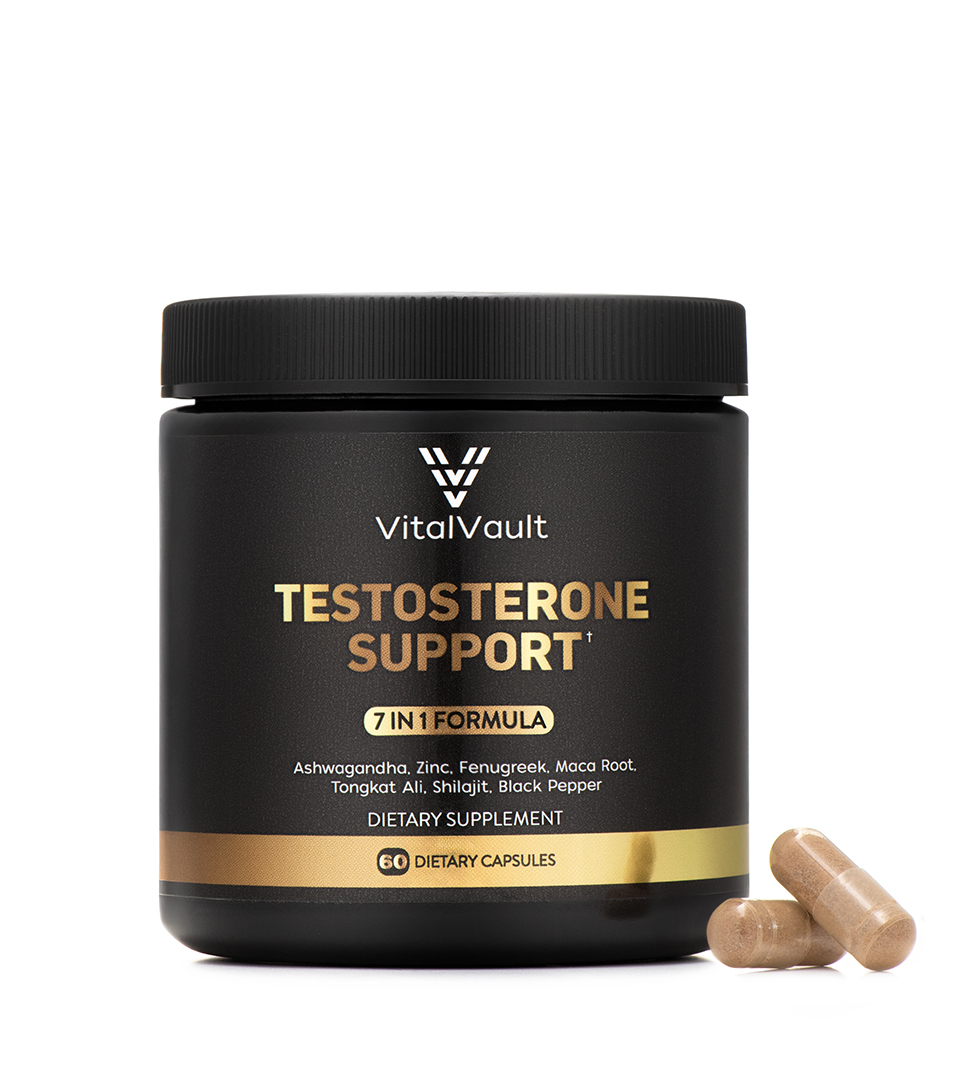 VitalVault
TESTOSTERONE
SUPPORT†
7 IN 1 FORMULA
Ashwagandha, Zinc, Fenugreek, Maca Root,
Tongkat Ali, Shilajit, Black Pepper
DIETARY SUPPLEMENT
60 DIETARY CAPSULES